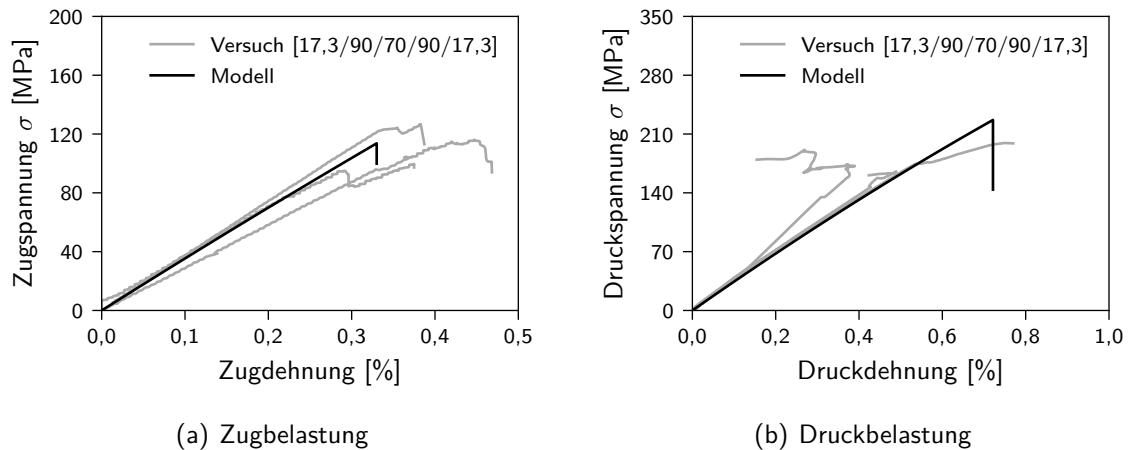 Zugspannung σ [MPa]
200
160
120
80
40
0
Versuch [17,3/90/70/90/17,3]
Modell
0,0 0,1 0,2 0,3 0,4 0,5
Zugdehnung [%]
(a) Zugbelastung
Druckspannung σ [MPa]
350
280
210
140
70
0
Versuch [17,3/90/70/90/17,3]
Modell
0,0 0,2 0,4 0,6 0,8 1,0
Druckdehnung [%]
(b) Druckbelastung